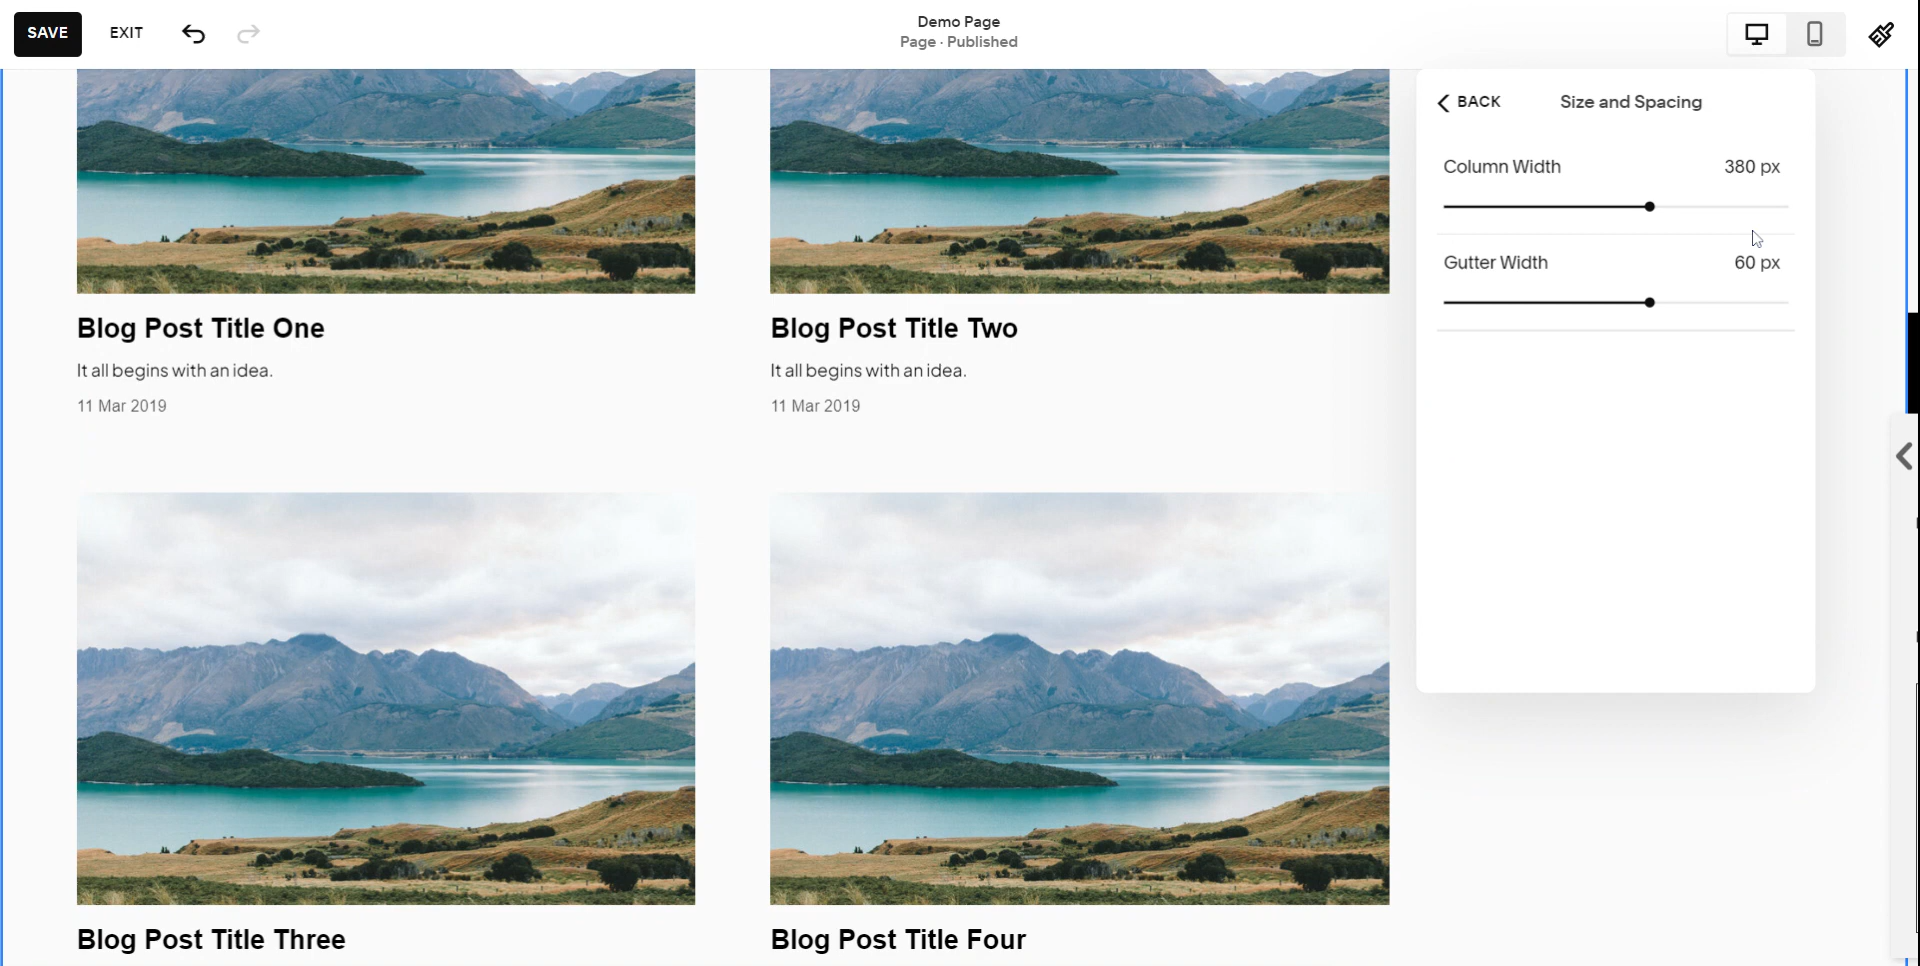 SAVE
EXIT
Demo Page
Page · Published
BACK
Size and Spacing
Column Width
380 px
Gutter Width
60 px
Blog Post Title One
It all begins with an idea.
11 Mar 2019
Blog Post Title Two
It all begins with an idea.
11 Mar 2019
Blog Post Title Three
Blog Post Title Four